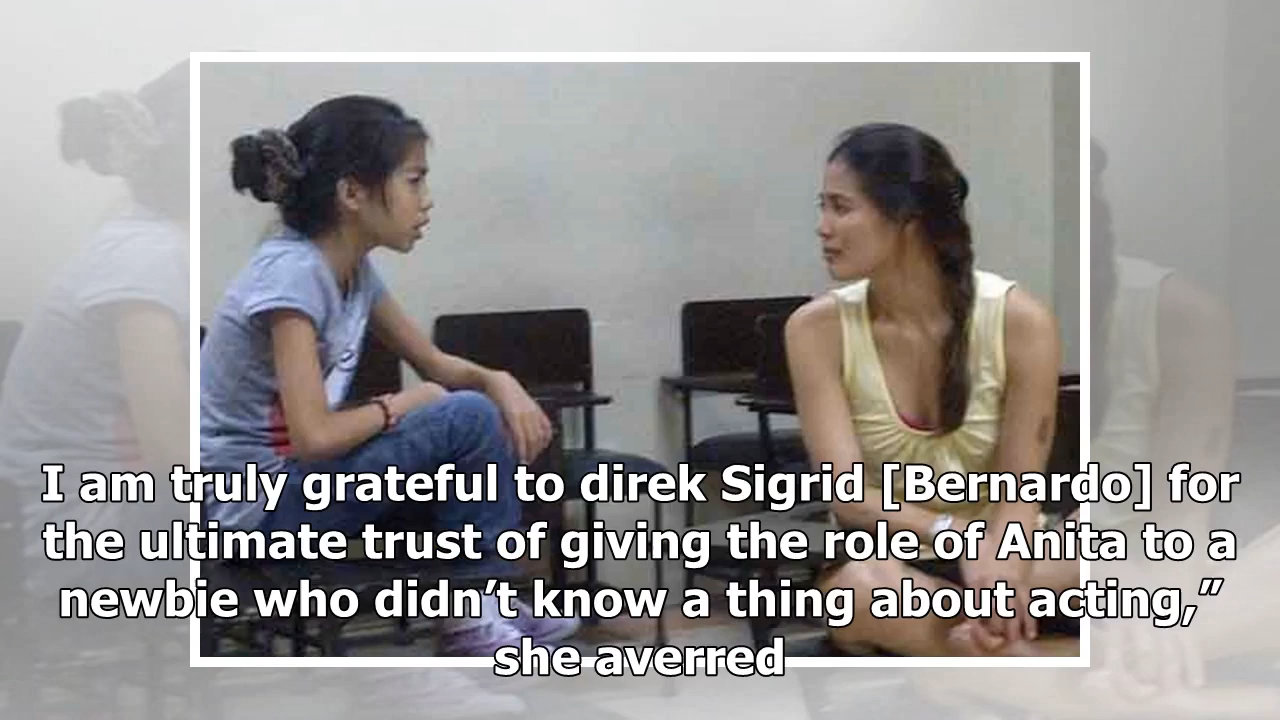 I am truly grateful to direk Sigrid [Bernardo] for
the ultimate trust of giving the role of Anita to a
newbie who didn’t know a thing about acting,”
she averred